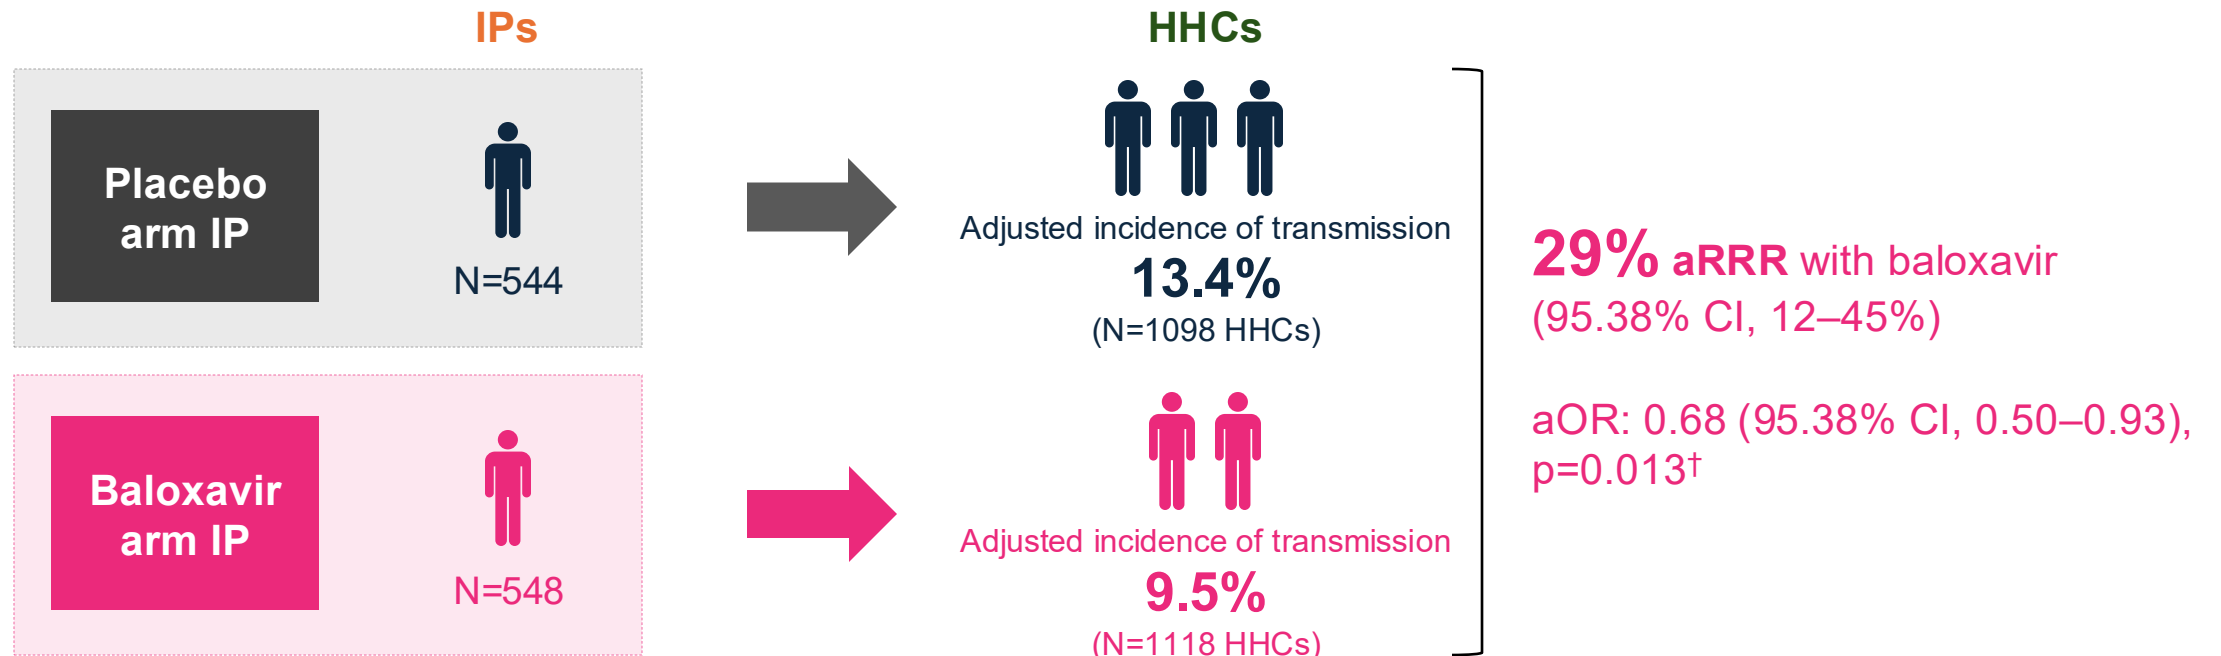 IPs
HHCs
Placebo
arm IP
N=544
Adjusted incidence of transmission
13.4%
(N=1098 HHCs)
Baloxavir
arm IP
N=548
Adjusted incidence of transmission
9.5%
(N=1118 HHCs)
29% aRRR with baloxavir
(95.38% CI, 12–45%)
aOR: 0.68 (95.38% CI, 0.50–0.93),
p=0.013†